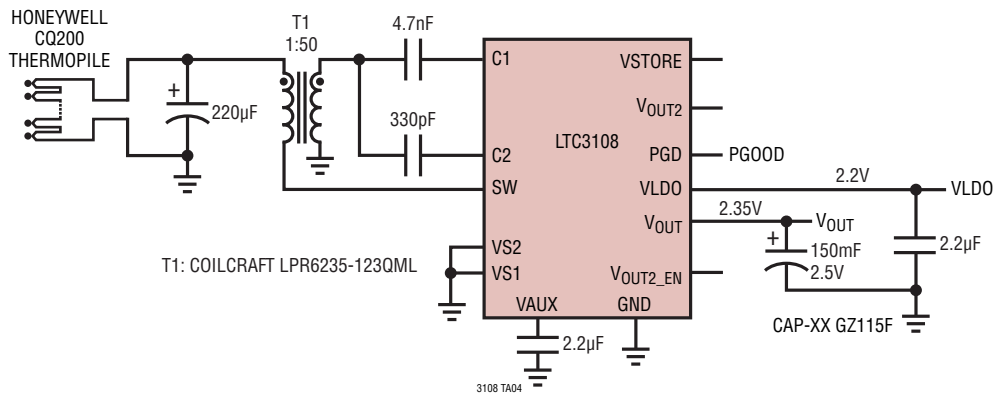 HONEYWELL
CQ200
THERMOPILE
T1
1:50
4.7nF
+
220µF
330pF
C1
C2
SW
VS2
VS1
VAUX
GND
LTC3108
VSTORE
VOUT2
PGD
PGOOD
VLDO
2.2V
VLDO
VOUT
2.35V
VOUT
+
150mF
2.5V
2.2µF
VOUT2_EN
T1: COILCRAFT LPR6235-123QML
CAP-XX GZ115F
2.2µF
3108 TA04